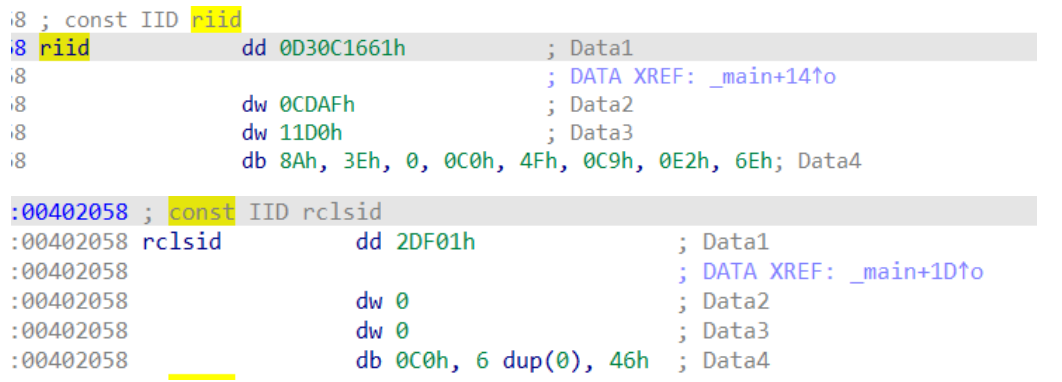 8 ; const IID riid
8 riid dd 0D30C1661h ; Data1
8 ; DATA XREF: _main+14↑o
8 dw 0CDAFh ; Data2
8 dw 11D0h ; Data3
8 db 8Ah, 3Eh, 0, 0C0h, 4Fh, 0C9h, 0E2h, 6Eh; Data4
:00402058 ; const IID rclsid
:00402058 rclsid dd 2DF01h ; Data1
:00402058 ; DATA XREF: _main+1D↑o
:00402058 dw 0 ; Data2
:00402058 dw 0 ; Data3
:00402058 db 0C0h, 6 dup(0), 46h ; Data4